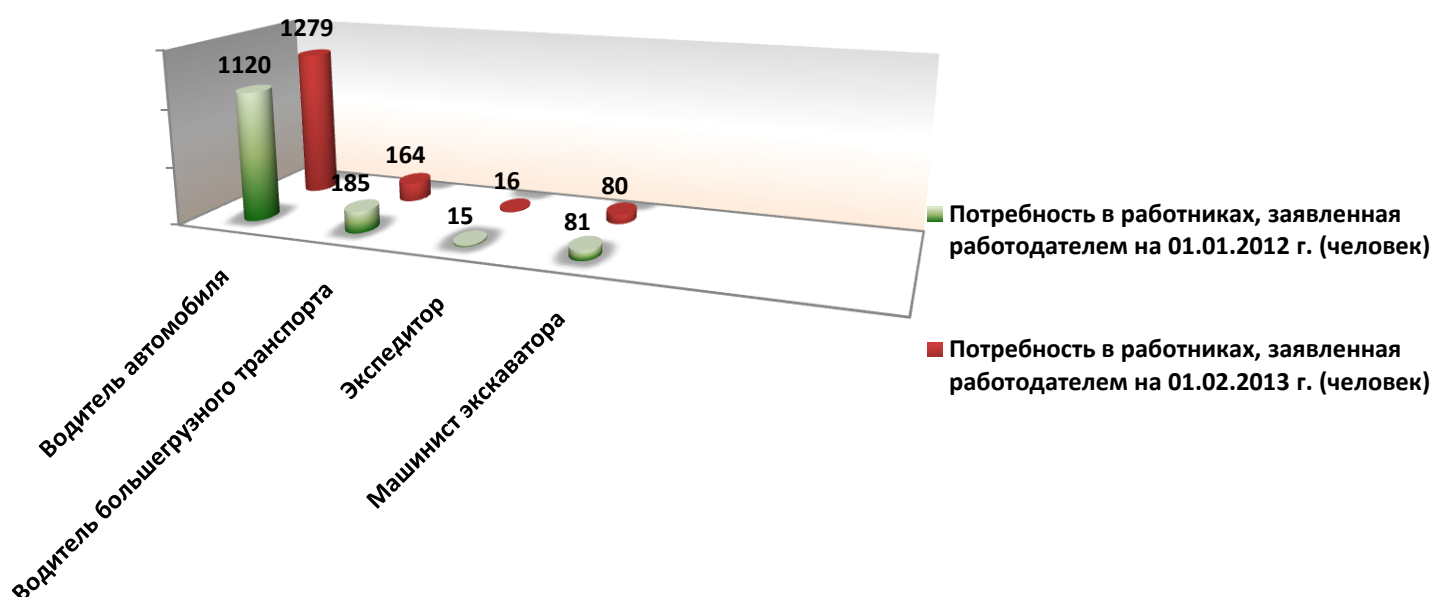 1279
1120
164
185
16
80
15
81
Потребность в работниках, заявленная
работодателем на 01.01.2012 г. (человек)
Потребность в работниках, заявленная
работодателем на 01.02.2013 г. (человек)
Водитель автомобиля
Водитель большегрузного транспорта
Экспедитор
Машинист экскаватора